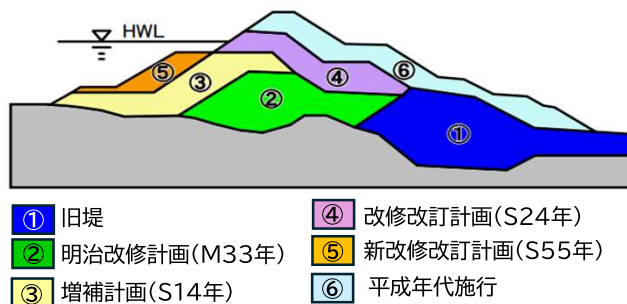 HWL
⑥
⑤
③
④
②
①
① 旧堤
② 明治改修計画(M33年)
③ 増補計画(S14年)
④ 改修改訂計画(S24年)
⑤ 新改修改訂計画(S55年)
⑥ 平成年代施行